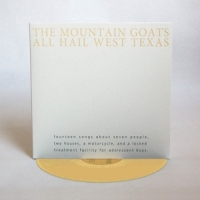 THE MOUNTAIN GOATS
ALL HAIL WEST TEXAS
fourteen songs about seven people,
two houses, a motorcycle, and a locked
treatment facility for adolescent boys.